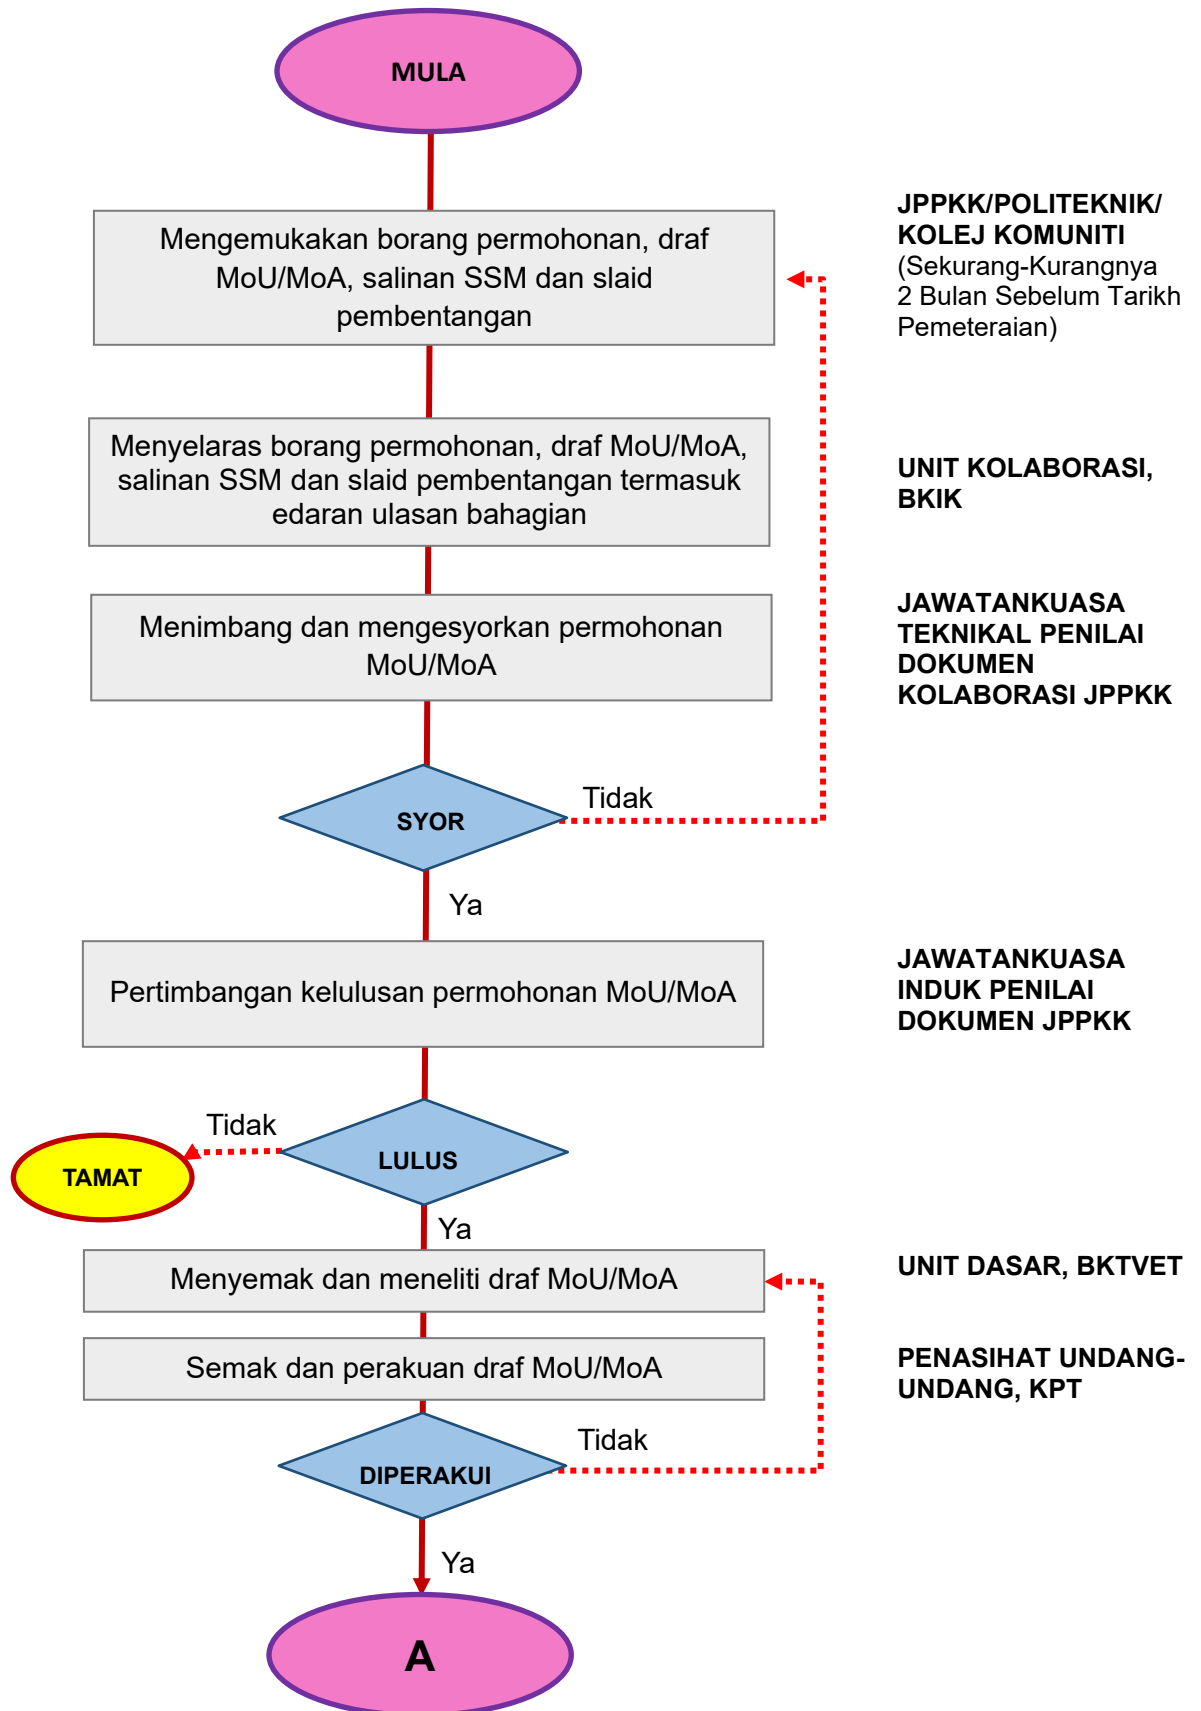 MULA
Mengemukakan borang permohonan, draf
MoU/MoA, salinan SSM dan slaid
pembentangan
JPPKK/POLITEKNIK/
KOLEJ KOMUNITI
(Sekurang-Kurangnya
2 Bulan Sebelum Tarikh
Pemeteraian)
Menyelaras borang permohonan, draf MoU/MoA,
salinan SSM dan slaid pembentangan termasuk
edaran ulasan bahagian
UNIT KOLABORASI,
BKIK
Menimbang dan mengesyorkan permohonan
MoU/MoA
JAWATANKUASA
TEKNIKAL PENILAI
DOKUMEN
KOLABORASI JPPKK
SYOR
Tidak
Ya
Pertimbangan kelulusan permohonan MoU/MoA
JAWATANKUASA
INDUK PENILAI
DOKUMEN JPPKK
Tidak
LULUS
TAMAT
Ya
Menyemak dan meneliti draf MoU/MoA
UNIT DASAR, BKTVET
Semak dan perakuan draf MoU/MoA
PENASIHAT UNDANG-
UNDANG, KPT
DIPERAKUI
Tidak
Ya
A